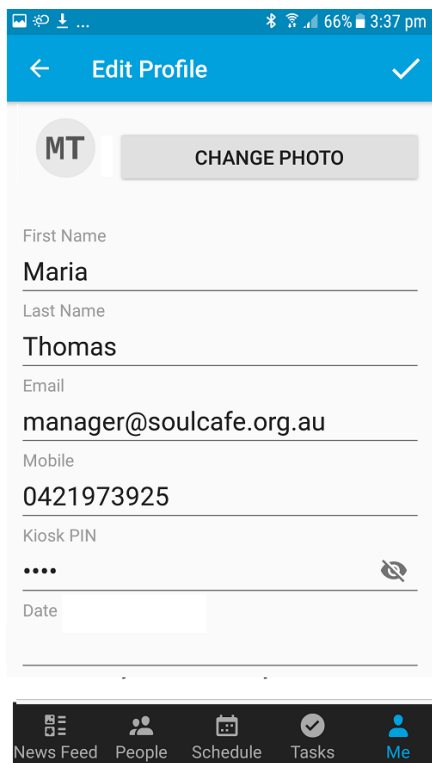 ... 66% 3:37 pm
Edit Profile
MT
CHANGE PHOTO
First Name
Maria
Last Name
Thomas
Email
manager@soulcafe.org.au
Mobile
0421973925
Kiosk PIN
••••
Date
News Feed People Schedule Tasks Me